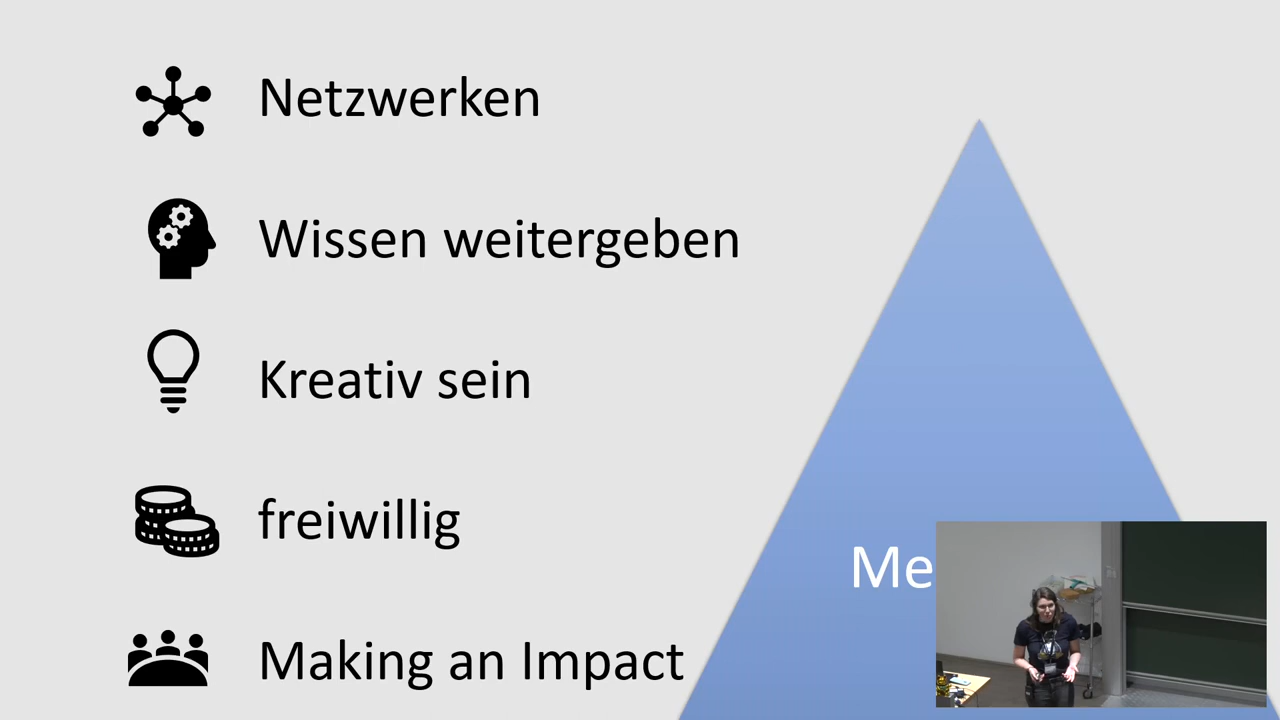 Netzwerken
Wissen weitergeben
Kreativ sein
freiwillig
Me
Making an Impact